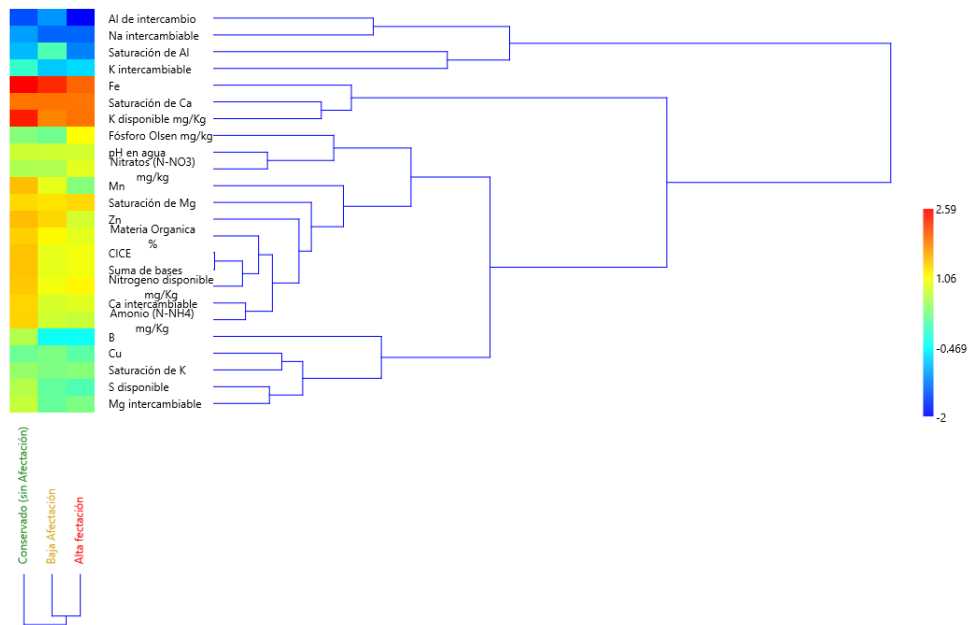 Al de intercambio
Na intercambiable
Saturación de Al
K intercambiable
Fe
Saturación de Ca
K disponible mg/Kg
Fósforo Olsen mg/kg
pH en agua
Nitratos (N-NO3)
mg/kg
Mn
Saturación de Mg
Zn
Materia Organica
%
CICE
Suma de bases
Nitrogeno disponible
mg/Kg
Ca intercambiable
Amonio (N-NH4)
mg/Kg
B
Cu
Saturación de K
S disponible
Mg intercambiable
2.59
1.06
-0.469
-2
Conservado (sin Afectación)
Baja Afectación
Alta fectación